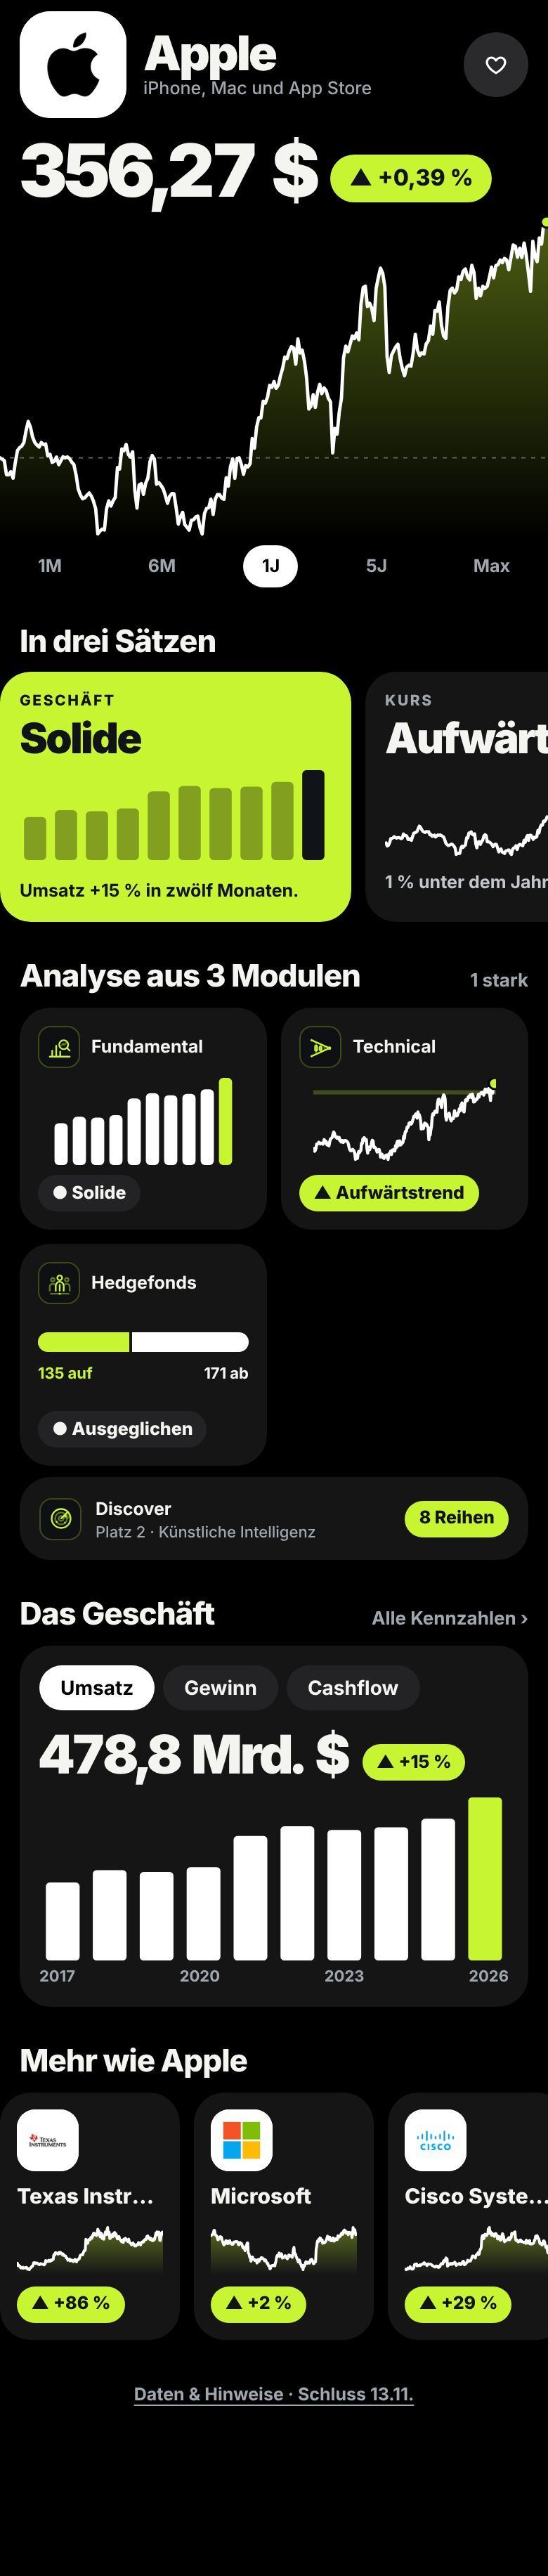 Apple
iPhone, Mac und App Store
356,27 $ ▲ +0,39 %
1M 6M 1J 5J Max
In drei Sätzen
GESCHÄFT
Solide
Umsatz +15 % in zwölf Monaten.
KURS
Aufwärt
1 % unter dem Jahr
Analyse aus 3 Modulen 1 stark
Fundamental
Solide
Technical
▲ Aufwärtstrend
Hedgefonds
135 auf 171 ab
Ausgeglichen
Discover
Platz 2 · Künstliche Intelligenz
8 Reihen
Das Geschäft Alle Kennzahlen ›
Umsatz Gewinn Cashflow
478,8 Mrd. $ ▲ +15 %
2017 2020 2023 2026
Mehr wie Apple
TEXAS INSTRUMENTS
Texas Instr...
▲ +86 %
Microsoft
▲ +2 %
CISCO
Cisco Syste...
▲ +29 %
Daten & Hinweise · Schluss 13.11.